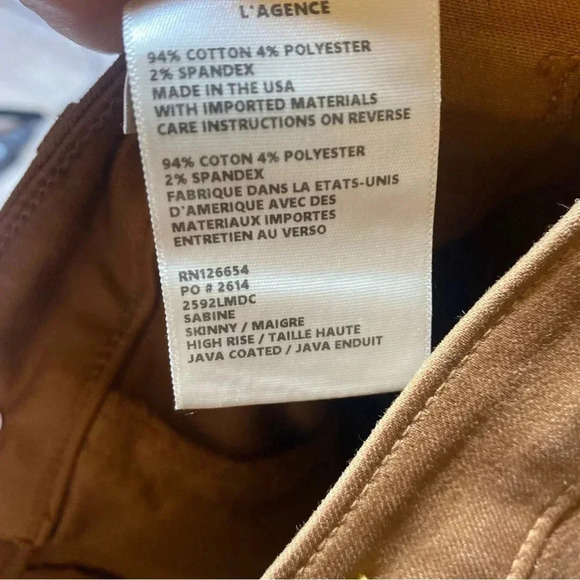 L'AGENCE
94% COTTON 4% POLYESTER
2% SPANDEX
MADE IN THE USA
WITH IMPORTED MATERIALS
CARE INSTRUCTIONS ON REVERSE
94% COTON 4% POLYESTER
2% SPANDEX
FABRIQUE DANS LA ETATS-UNIS
D'AMERIQUE AVEC DES
MATERIAUX IMPORTES
ENTRETIEN AU VERSO
RN126654
PO # 2614
2592LMDC
SABINE
SKINNY / MAIGRE
HIGH RISE / TAILLE HAUTE
JAVA COATED / JAVA ENDUIT